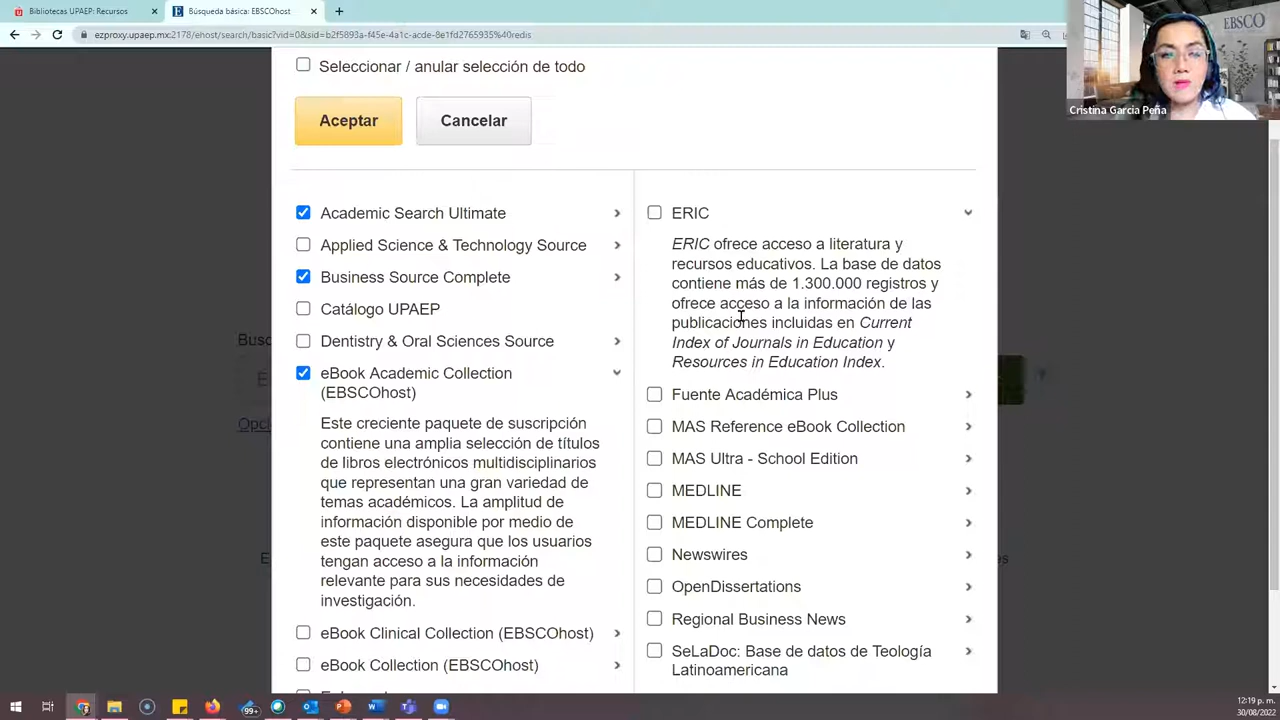 Bibliotecas UPAEP: Recursos
Búsqueda básica: EBSCOhost
ezproxy.upaep.mx:2178/ehost/search/basic?vid=0&sid=b2f5893a-f45e-4a1c-acde-8e1fd2765935%40redis
EBSCO
Cristina Garcia Peña
Seleccionar / anular selección de todo
Aceptar
Cancelar
Academic Search Ultimate
Applied Science & Technology Source
Business Source Complete
Catálogo UPAEP
Dentistry & Oral Sciences Source
eBook Academic Collection
(EBSCOhost)
Este creciente paquete de suscripción
contiene una amplia selección de títulos
de libros electrónicos multidisciplinarios
que representan una gran variedad de
temas académicos. La amplitud de
información disponible por medio de
este paquete asegura que los usuarios
tengan acceso a la información
relevante para sus necesidades de
investigación.
eBook Clinical Collection (EBSCOhost)
eBook Collection (EBSCOhost)
ERIC
ERIC ofrece acceso a literatura y
recursos educativos. La base de datos
contiene más de 1.300.000 registros y
ofrece acceso a la información de las
publicaciones incluidas en Current
Index of Journals in Education y
Resources in Education Index.
Fuente Académica Plus
MAS Reference eBook Collection
MAS Ultra - School Edition
MEDLINE
MEDLINE Complete
Newswires
OpenDissertations
Regional Business News
SeLaDoc: Base de datos de Teología
Latinoamericana
Busc
Opci
99+
12:19 p. m.
30/08/2022